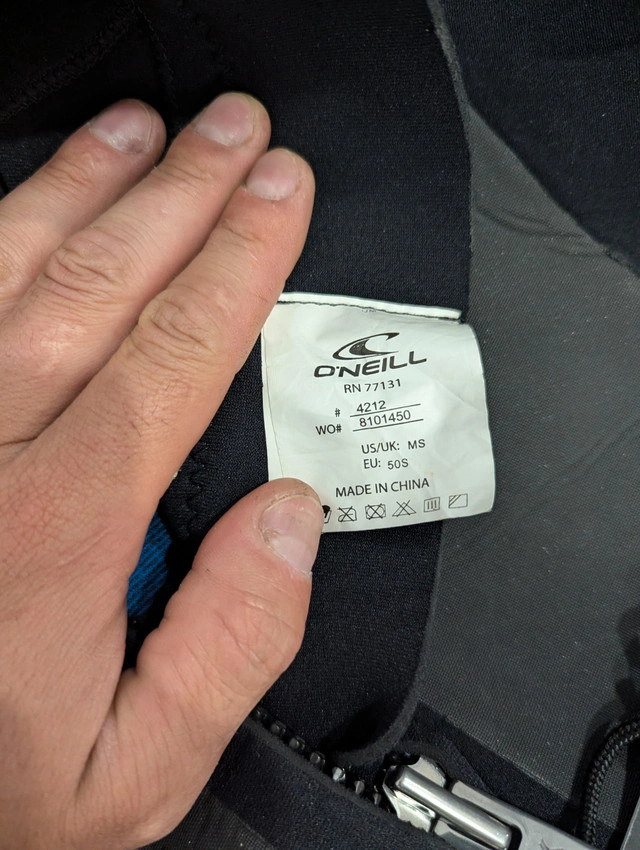 O'NEILL
RN 77131
# 4212
WO# 8101450
US/UK: MS
EU: 50S
MADE IN CHINA